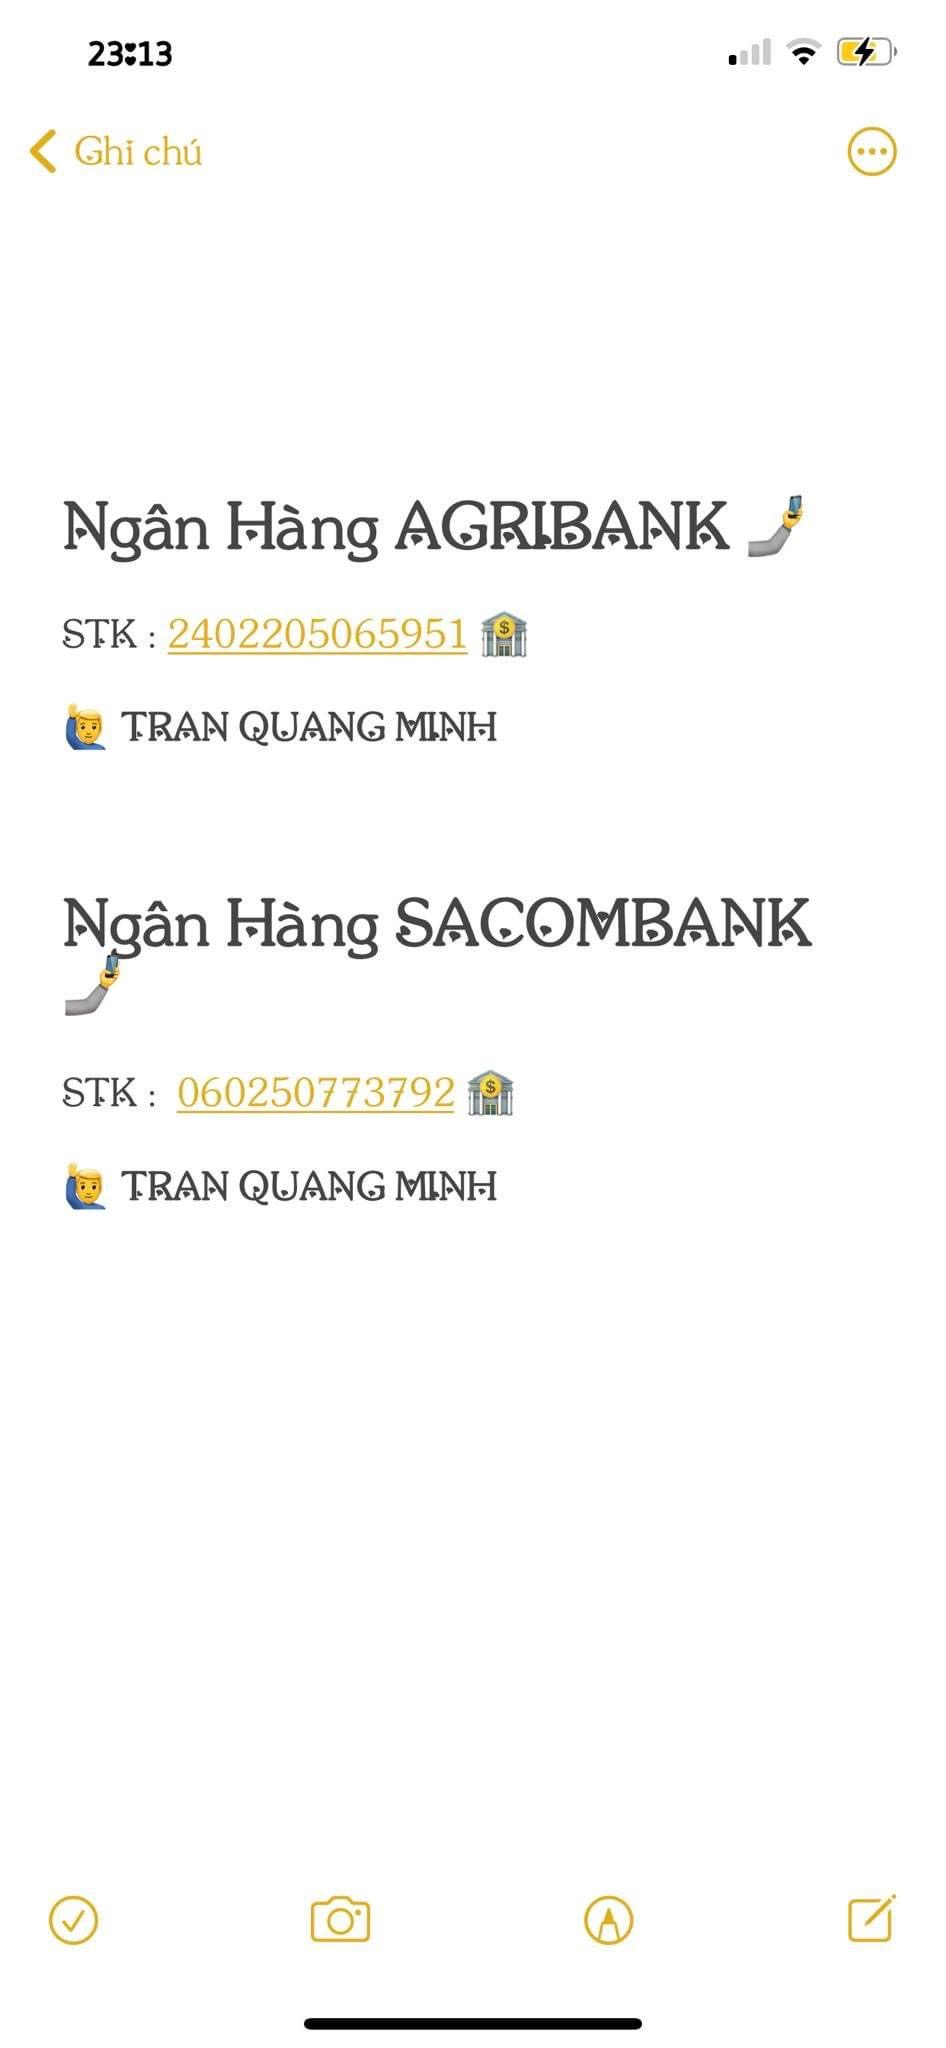 23:13
Ghi chú
Ngân Hàng AGRIBANK 🤳
STK : 2402205065951 🏦
🙋‍♂️ TRAN QUANG MINH
Ngân Hàng SACOMBANK
🤳
STK : 060250773792 🏦
🙋‍♂️ TRAN QUANG MINH